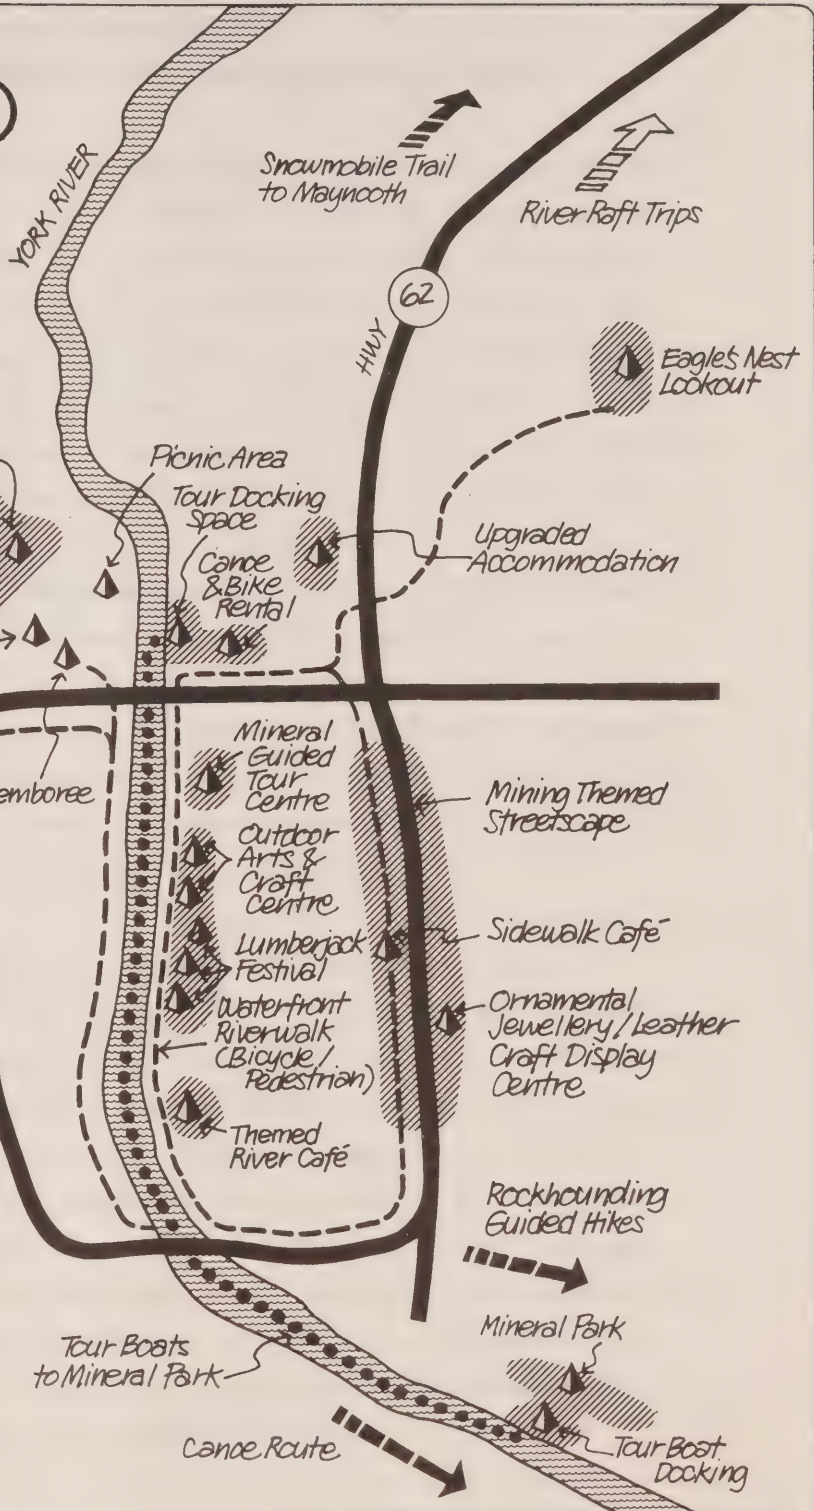 YORK RIVER
Snowmobile Trail
to Maynooth
River Raft Trips
62
HWY
Eagle's Nest
Lookout
Picnic Area
Tour Docking
Space
Canoe
& Bike
Rental
Upgraded
Accommodation
emboree
Mineral
Guided
Tour
Centre
Mining Themed
Streetscape
Outdoor
Arts &
Craft
Centre
Lumberjack
Festival
Sidewalk Café
Waterfront
Riverwalk
(Bicycle/
Pedestrian)
Ornamental
Jewellery/Leather
Craft Display
Centre
Themed
River Café
Rockhounding
Guided Hikes
Mineral Park
Tour Boats
to Mineral Park
Canoe Route
Tour Boat
Docking